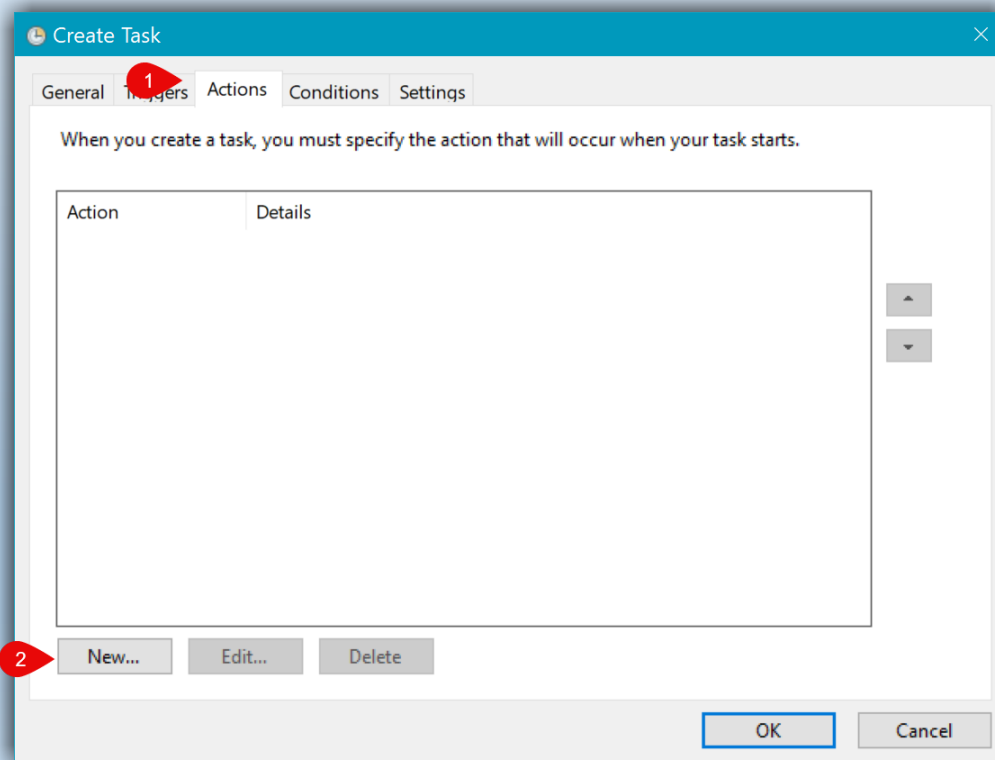 Create Task
General 1 Triggers Actions Conditions Settings
When you create a task, you must specify the action that will occur when your task starts.
Action Details
2 New... Edit... Delete
OK Cancel